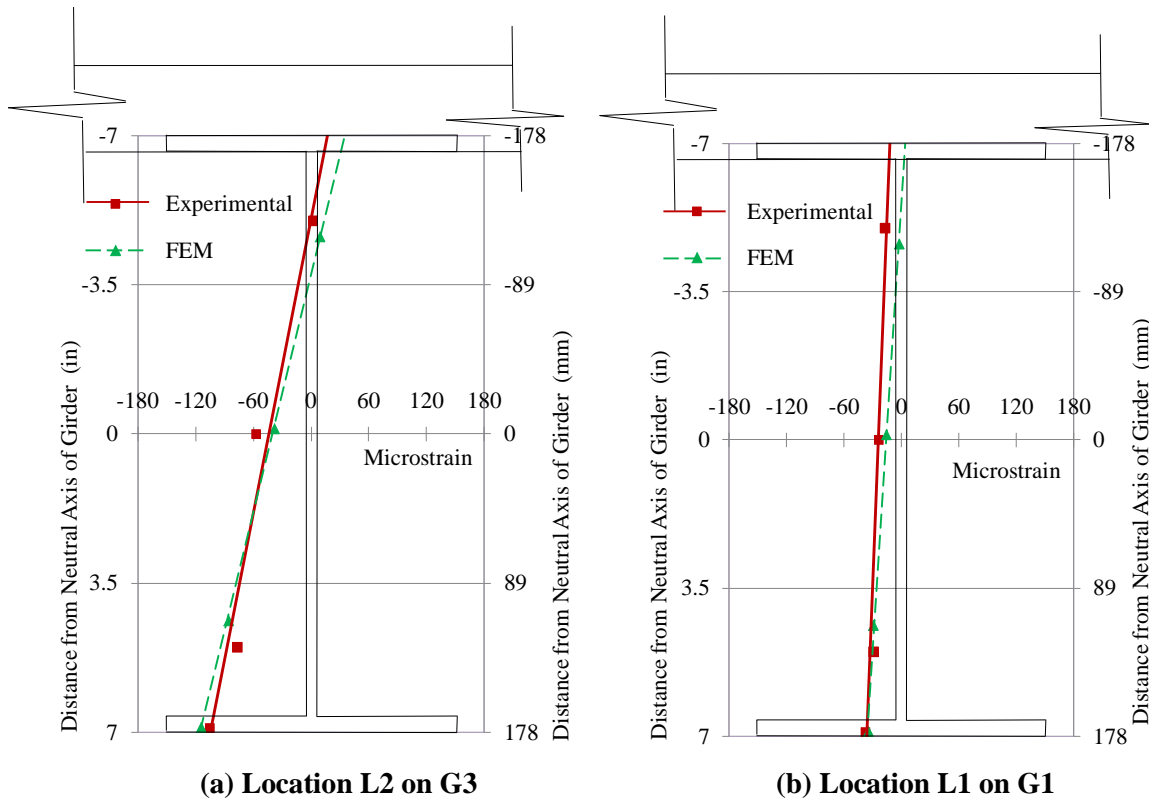 -7
-178
Experimental
FEM
-3.5
-89
-180 -120 -60 0 60 120 180
0
0
Microstrain
3.5
89
7
178
Distance from Neutral Axis of Girder (in)
Distance from Neutral Axis of Girder (mm)
(a) Location L2 on G3
-7
-178
Experimental
FEM
-3.5
-89
-180 -120 -60 0 60 120 180
0
0
Microstrain
3.5
89
7
178
Distance from Neutral Axis of Girder (in)
Distance from Neutral Axis of Girder (mm)
(b) Location L1 on G1